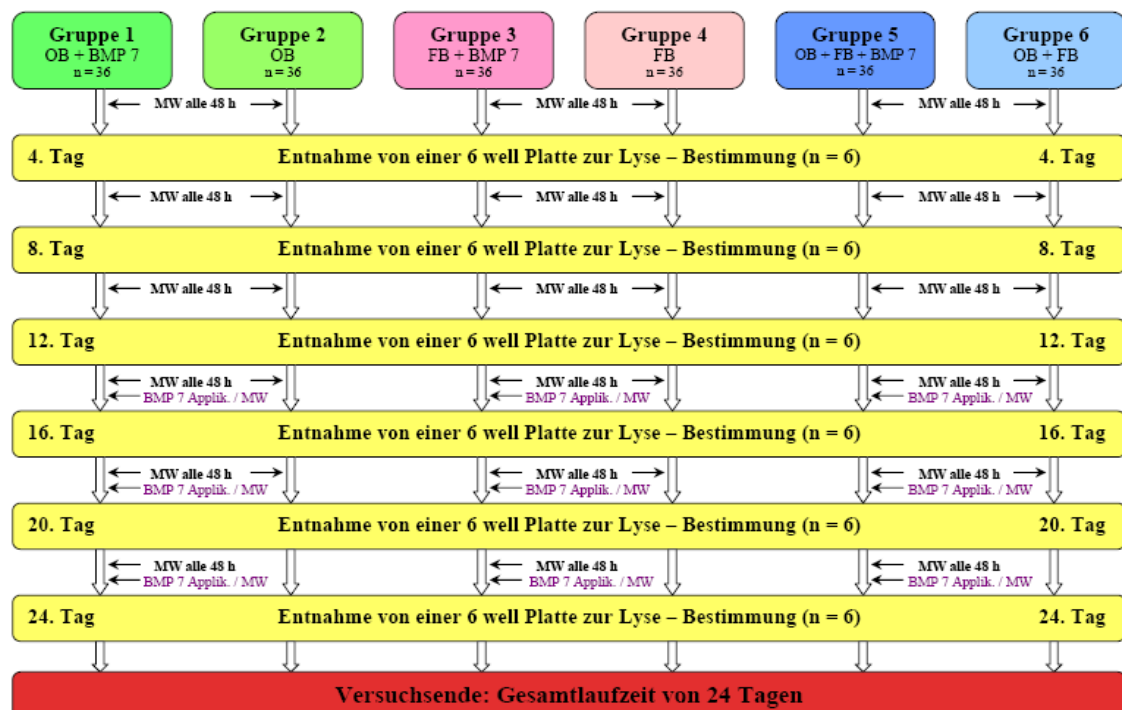 Gruppe 1
OB + BMP 7
n = 36
Gruppe 2
OB
n = 36
Gruppe 3
FB + BMP 7
n = 36
Gruppe 4
FB
n = 36
Gruppe 5
OB + FB + BMP 7
n = 36
Gruppe 6
OB + FB
n = 36
MW alle 48 h MW alle 48 h MW alle 48 h
4. Tag Entnahme von einer 6 well Platte zur Lyse – Bestimmung (n = 6) 4. Tag
MW alle 48 h MW alle 48 h MW alle 48 h
8. Tag Entnahme von einer 6 well Platte zur Lyse – Bestimmung (n = 6) 8. Tag
MW alle 48 h MW alle 48 h MW alle 48 h
12. Tag Entnahme von einer 6 well Platte zur Lyse – Bestimmung (n = 6) 12. Tag
MW alle 48 h MW alle 48 h MW alle 48 h
BMP 7 Applik. / MW BMP 7 Applik. / MW BMP 7 Applik. / MW
16. Tag Entnahme von einer 6 well Platte zur Lyse – Bestimmung (n = 6) 16. Tag
MW alle 48 h MW alle 48 h MW alle 48 h
BMP 7 Applik. / MW BMP 7 Applik. / MW BMP 7 Applik. / MW
20. Tag Entnahme von einer 6 well Platte zur Lyse – Bestimmung (n = 6) 20. Tag
MW alle 48 h MW alle 48 h MW alle 48 h
BMP 7 Applik. / MW BMP 7 Applik. / MW BMP 7 Applik. / MW
24. Tag Entnahme von einer 6 well Platte zur Lyse – Bestimmung (n = 6) 24. Tag
Versuchsende: Gesamtlaufzeit von 24 Tagen